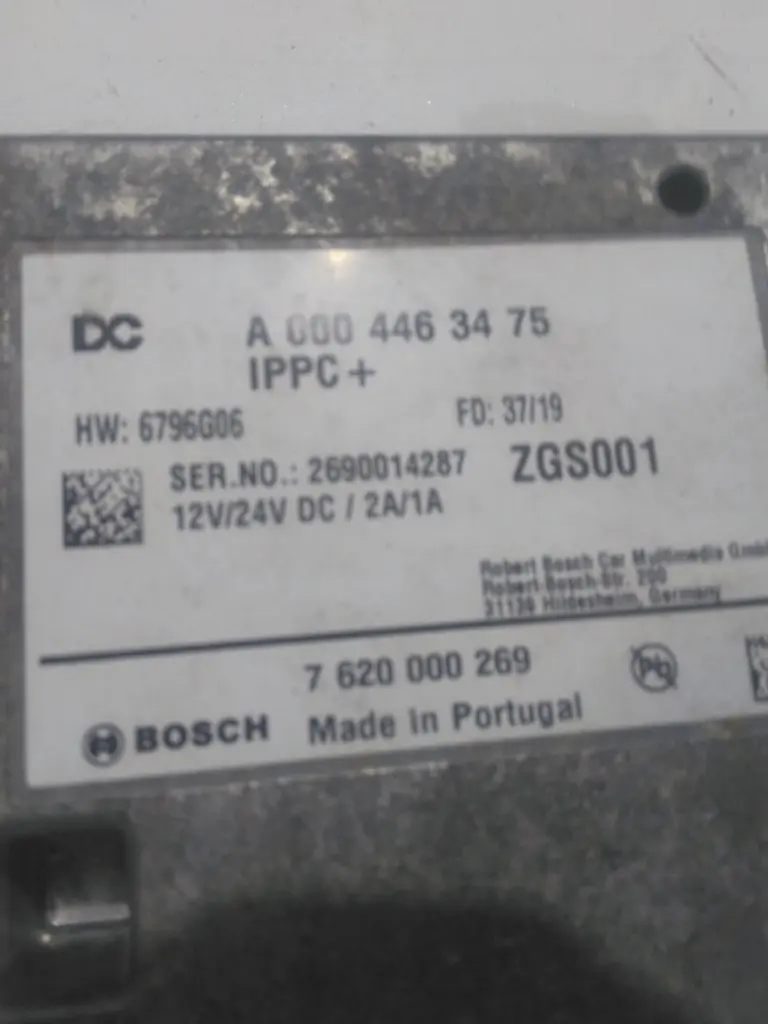 DC A 000 446 34 75
IPPC+
HW: 6796G06 FD: 37/19
SER.NO.: 2690014287 ZGS001
12V/24V DC / 2A/1A
Robert Bosch Car Multimedia GmbH
Robert-Bosch-Str. 200
31139 Hildesheim, Germany
7 620 000 269 Pb
BOSCH Made in Portugal